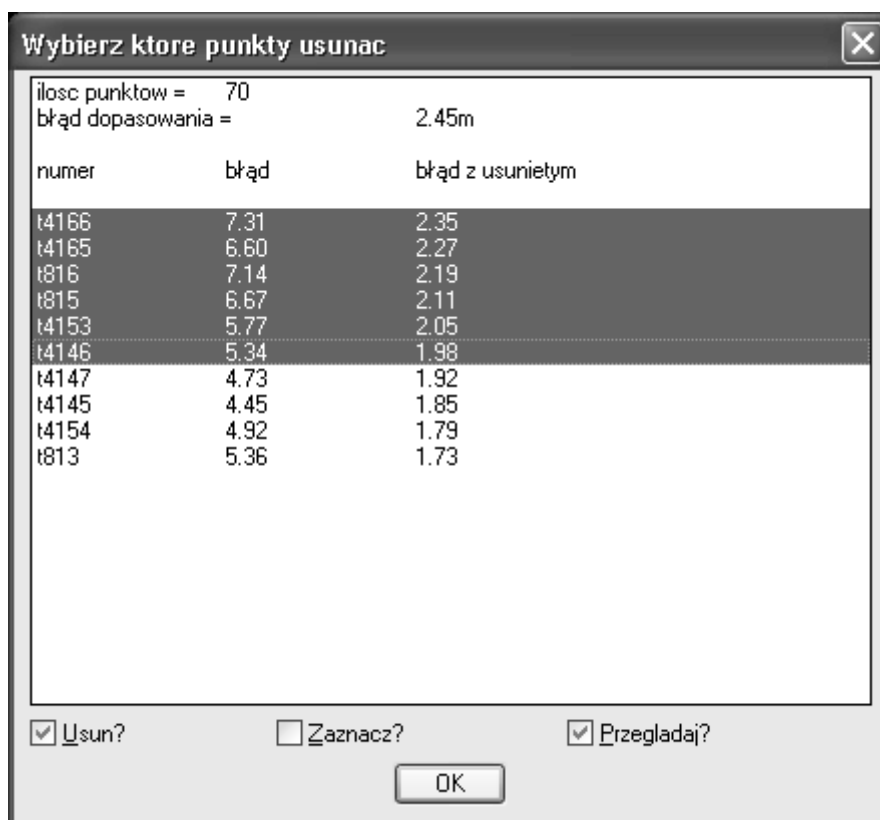 Wybierz ktore punkty usunac
ilosc punktow = 70
błąd dopasowania = 2.45m
numer błąd błąd z usunietym
t4166 7.31 2.35
t4165 6.60 2.27
t816 7.14 2.19
t815 6.67 2.11
t4153 5.77 2.05
t4146 5.34 1.98
t4147 4.73 1.92
t4145 4.45 1.85
t4154 4.92 1.79
t813 5.36 1.73
Usun? Zaznacz? Przegladaj?
OK